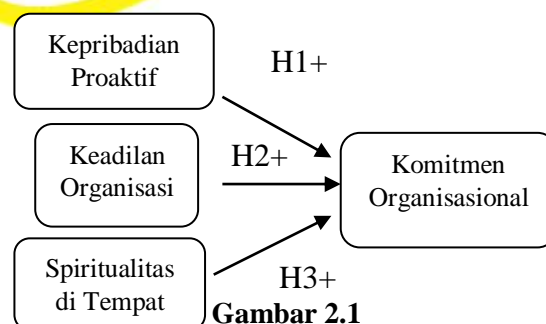 Kepribadian
Proaktif
H1+
Keadilan
Organisasi
H2+
Komitmen
Organisasional
Spiritualitas
di Tempat
H3+
Gambar 2.1